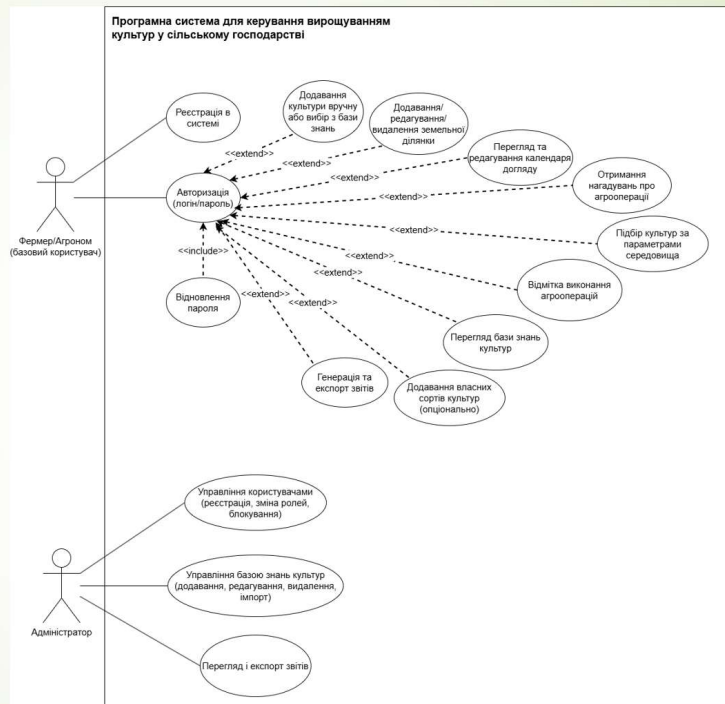 Програмна система для керування вирощуванням
культур у сільському господарстві
Реєстрація в
системі
Додавання
культури вручну
або вибір з бази
знань
Додавання/
редагування/
видалення земельної
ділянки
Перегляд та
редагування календаря
догляду
Отримання
нагадувань про
агрооперації
Підбір культур за
параметрами
середовища
Відмітка виконання
агрооперацій
Перегляд бази знань
культур
Додавання власних
сортів культур
(опціонально)
Генерація та
експорт звітів
Відновлення
пароля
Авторизація
(логін/пароль)
<<extend>>
<<extend>>
<<extend>>
<<extend>>
<<extend>>
<<extend>>
<<extend>>
<<extend>>
<<extend>>
<<include>>
Фермер/Агроном
(базовий користувач)
Управління користувачами
(реєстрація, зміна ролей,
блокування)
Управління базою знань культур
(додавання, редагування, видалення,
імпорт)
Перегляд і експорт звітів
Адміністратор